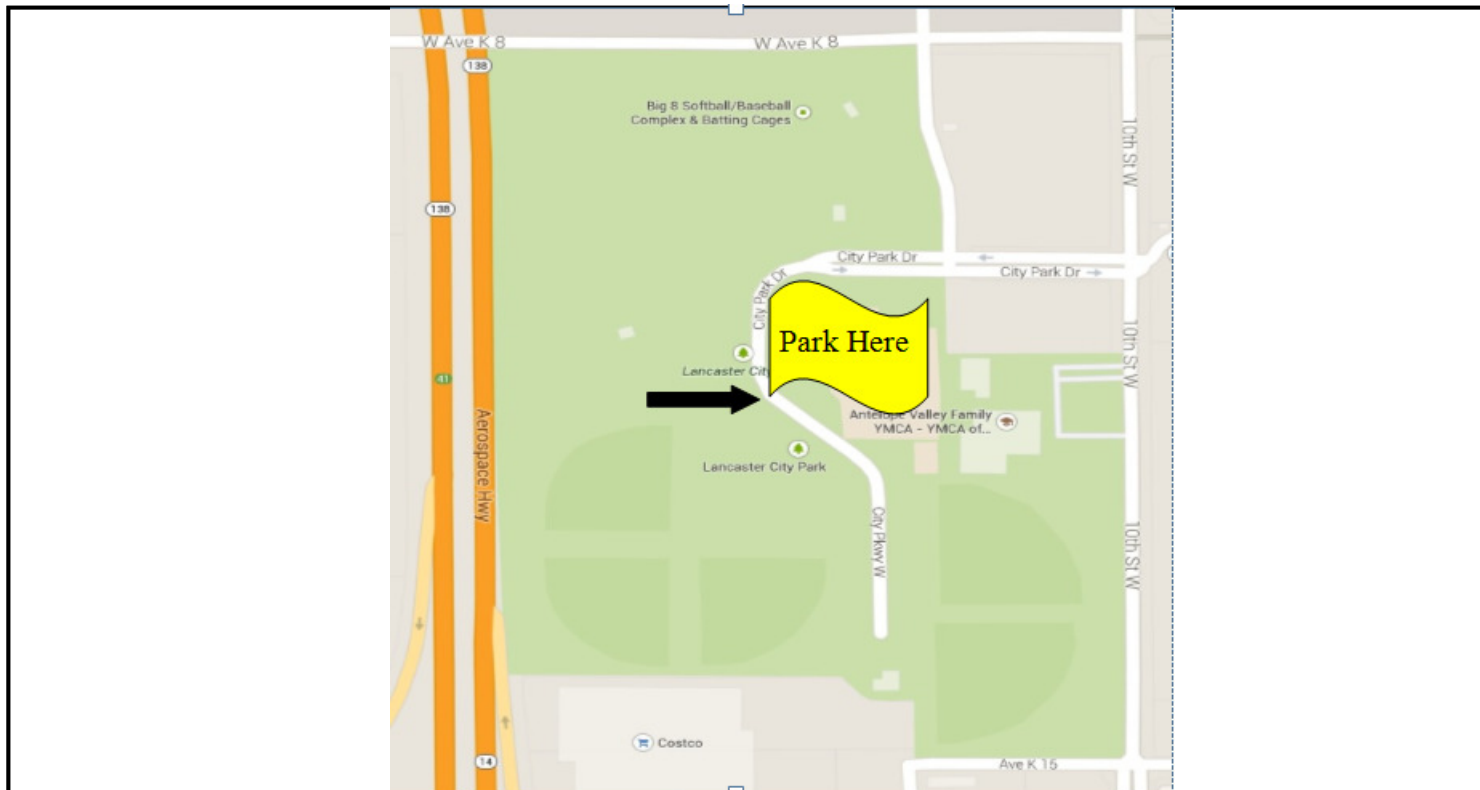 W Ave K 8
W Ave K 8
138
Big 8 Softball/Baseball
Complex & Batting Cages
10th St W
138
City Park Dr
City Park Dr
City Park Dr
Park Here
10th St W
Lancaster City
41
Antelope Valley Family
YMCA - YMCA of...
Aerospace Hwy
Lancaster City Park
City Pkwy W
10th St W
Costco
14
Ave K 15